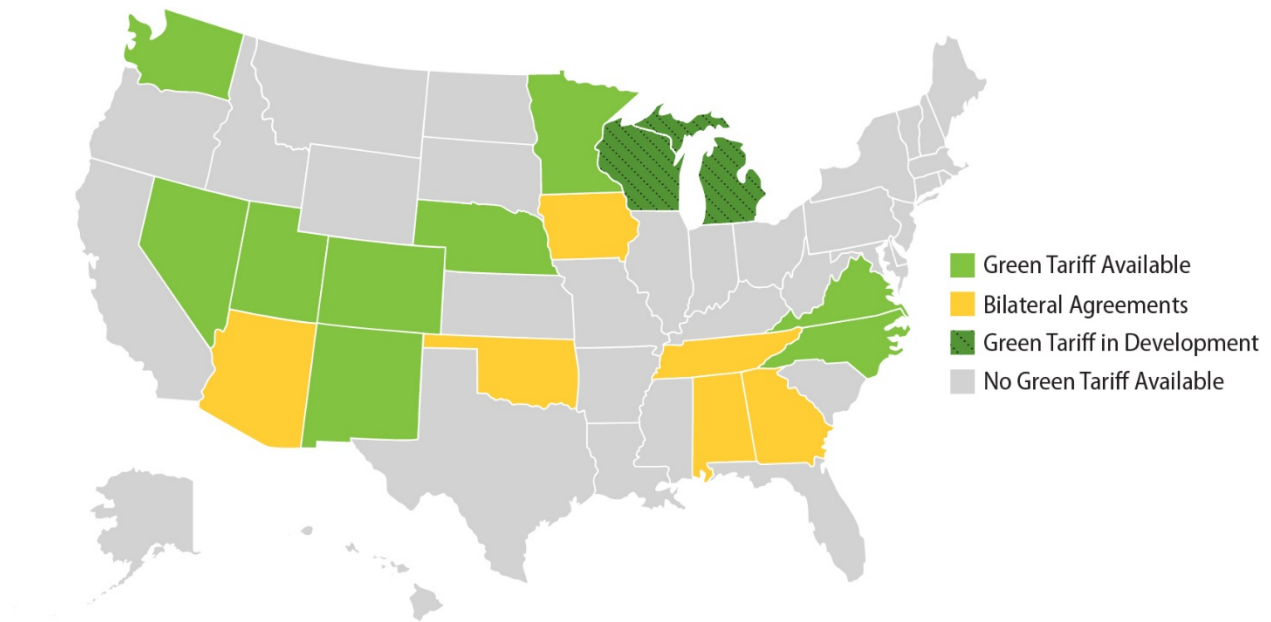 Green Tariff Available
Bilateral Agreements
Green Tariff in Development
No Green Tariff Available